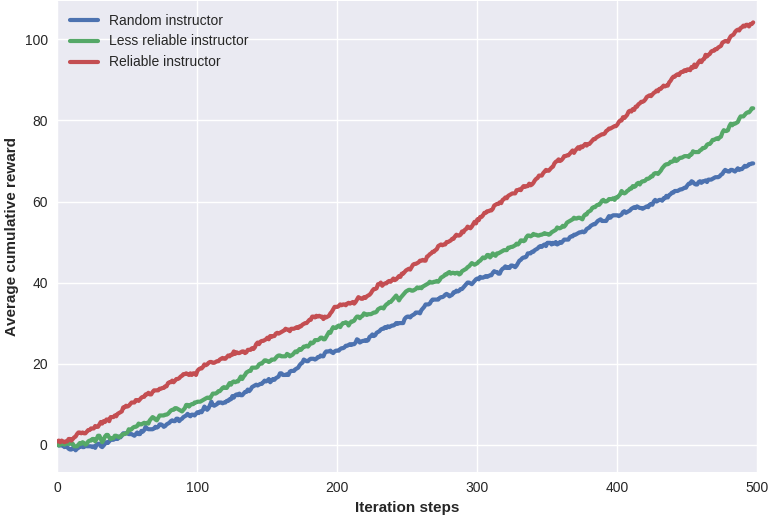 Random instructor
Less reliable instructor
Reliable instructor
Average cumulative reward
100
80
60
40
20
0
0 100 200 300 400 500
Iteration steps